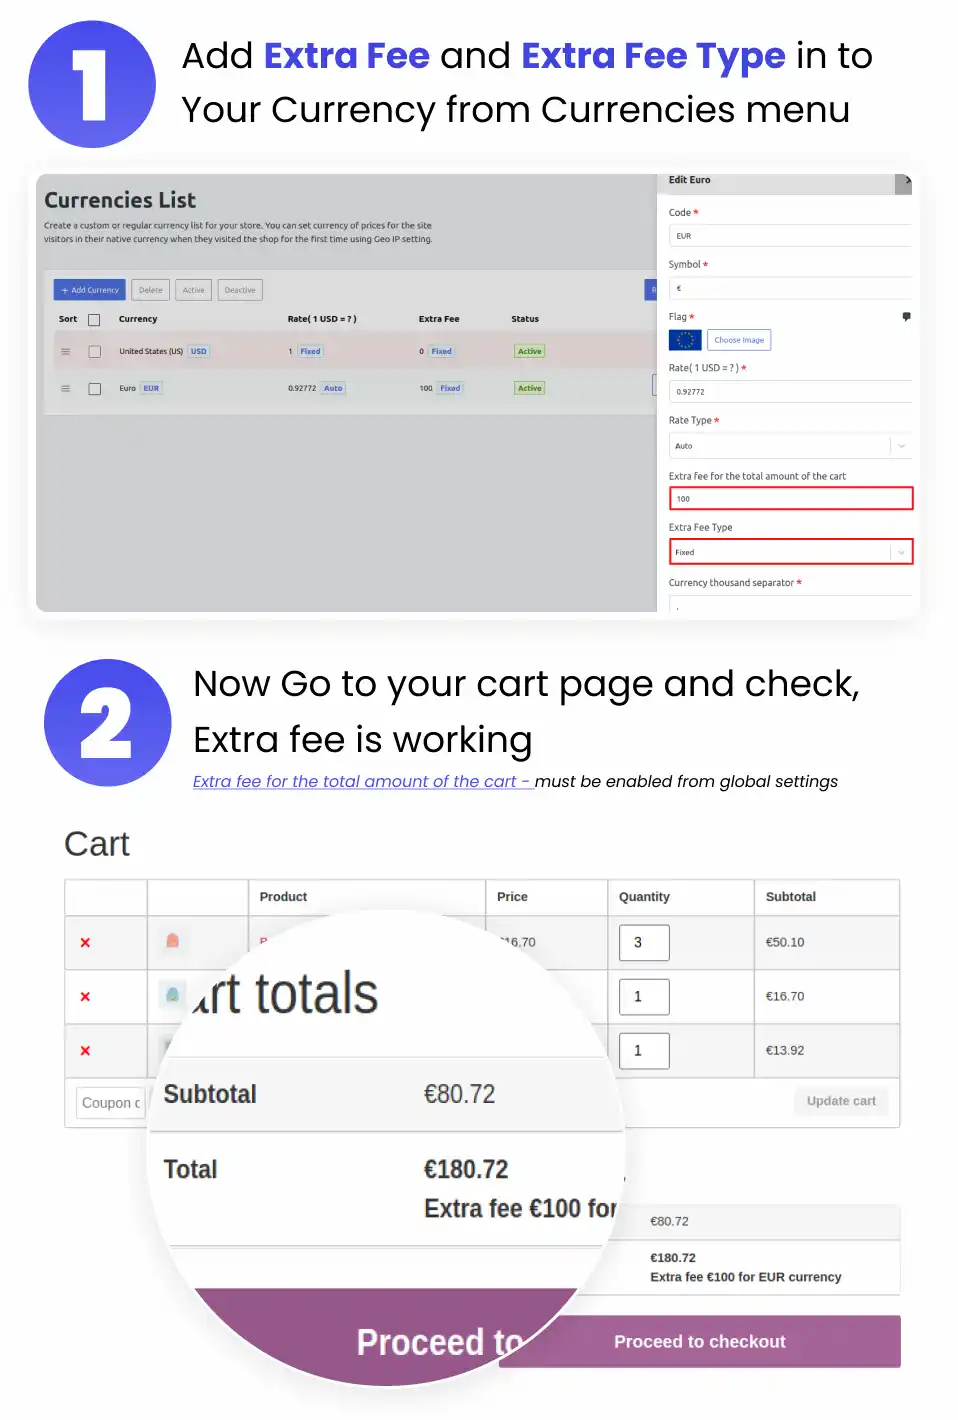 1
Add Extra Fee and Extra Fee Type in to
Your Currency from Currencies menu
Currencies List
Create a custom or regular currency list for your store. You can set currency of prices for the site
visitors in their native currency when they visited the shop for the first time using Geo IP setting.
+ Add Currency Delete Active Deactive
Sort Currency Rate( 1 USD = ? ) Extra Fee Status
United States (US) USD 1 Fixed 0 Fixed Active
Euro EUR 0.92772 Auto 100 Fixed Active
Edit Euro
Code *
EUR
Symbol *
€
Flag *
Choose Image
Rate( 1 USD = ? ) *
0.92772
Rate Type *
Auto
Extra fee for the total amount of the cart
100
Extra Fee Type
Fixed
Currency thousand separator *
2
Now Go to your cart page and check,
Extra fee is working
Extra fee for the total amount of the cart - must be enabled from global settings
Cart
Product Price Quantity Subtotal
16.70 3 €50.10
1 €16.70
1 €13.92
Coupon Update cart
art totals
Subtotal €80.72
Total €180.72
Extra fee €100 for
Proceed to
€80.72
€180.72
Extra fee €100 for EUR currency
Proceed to checkout